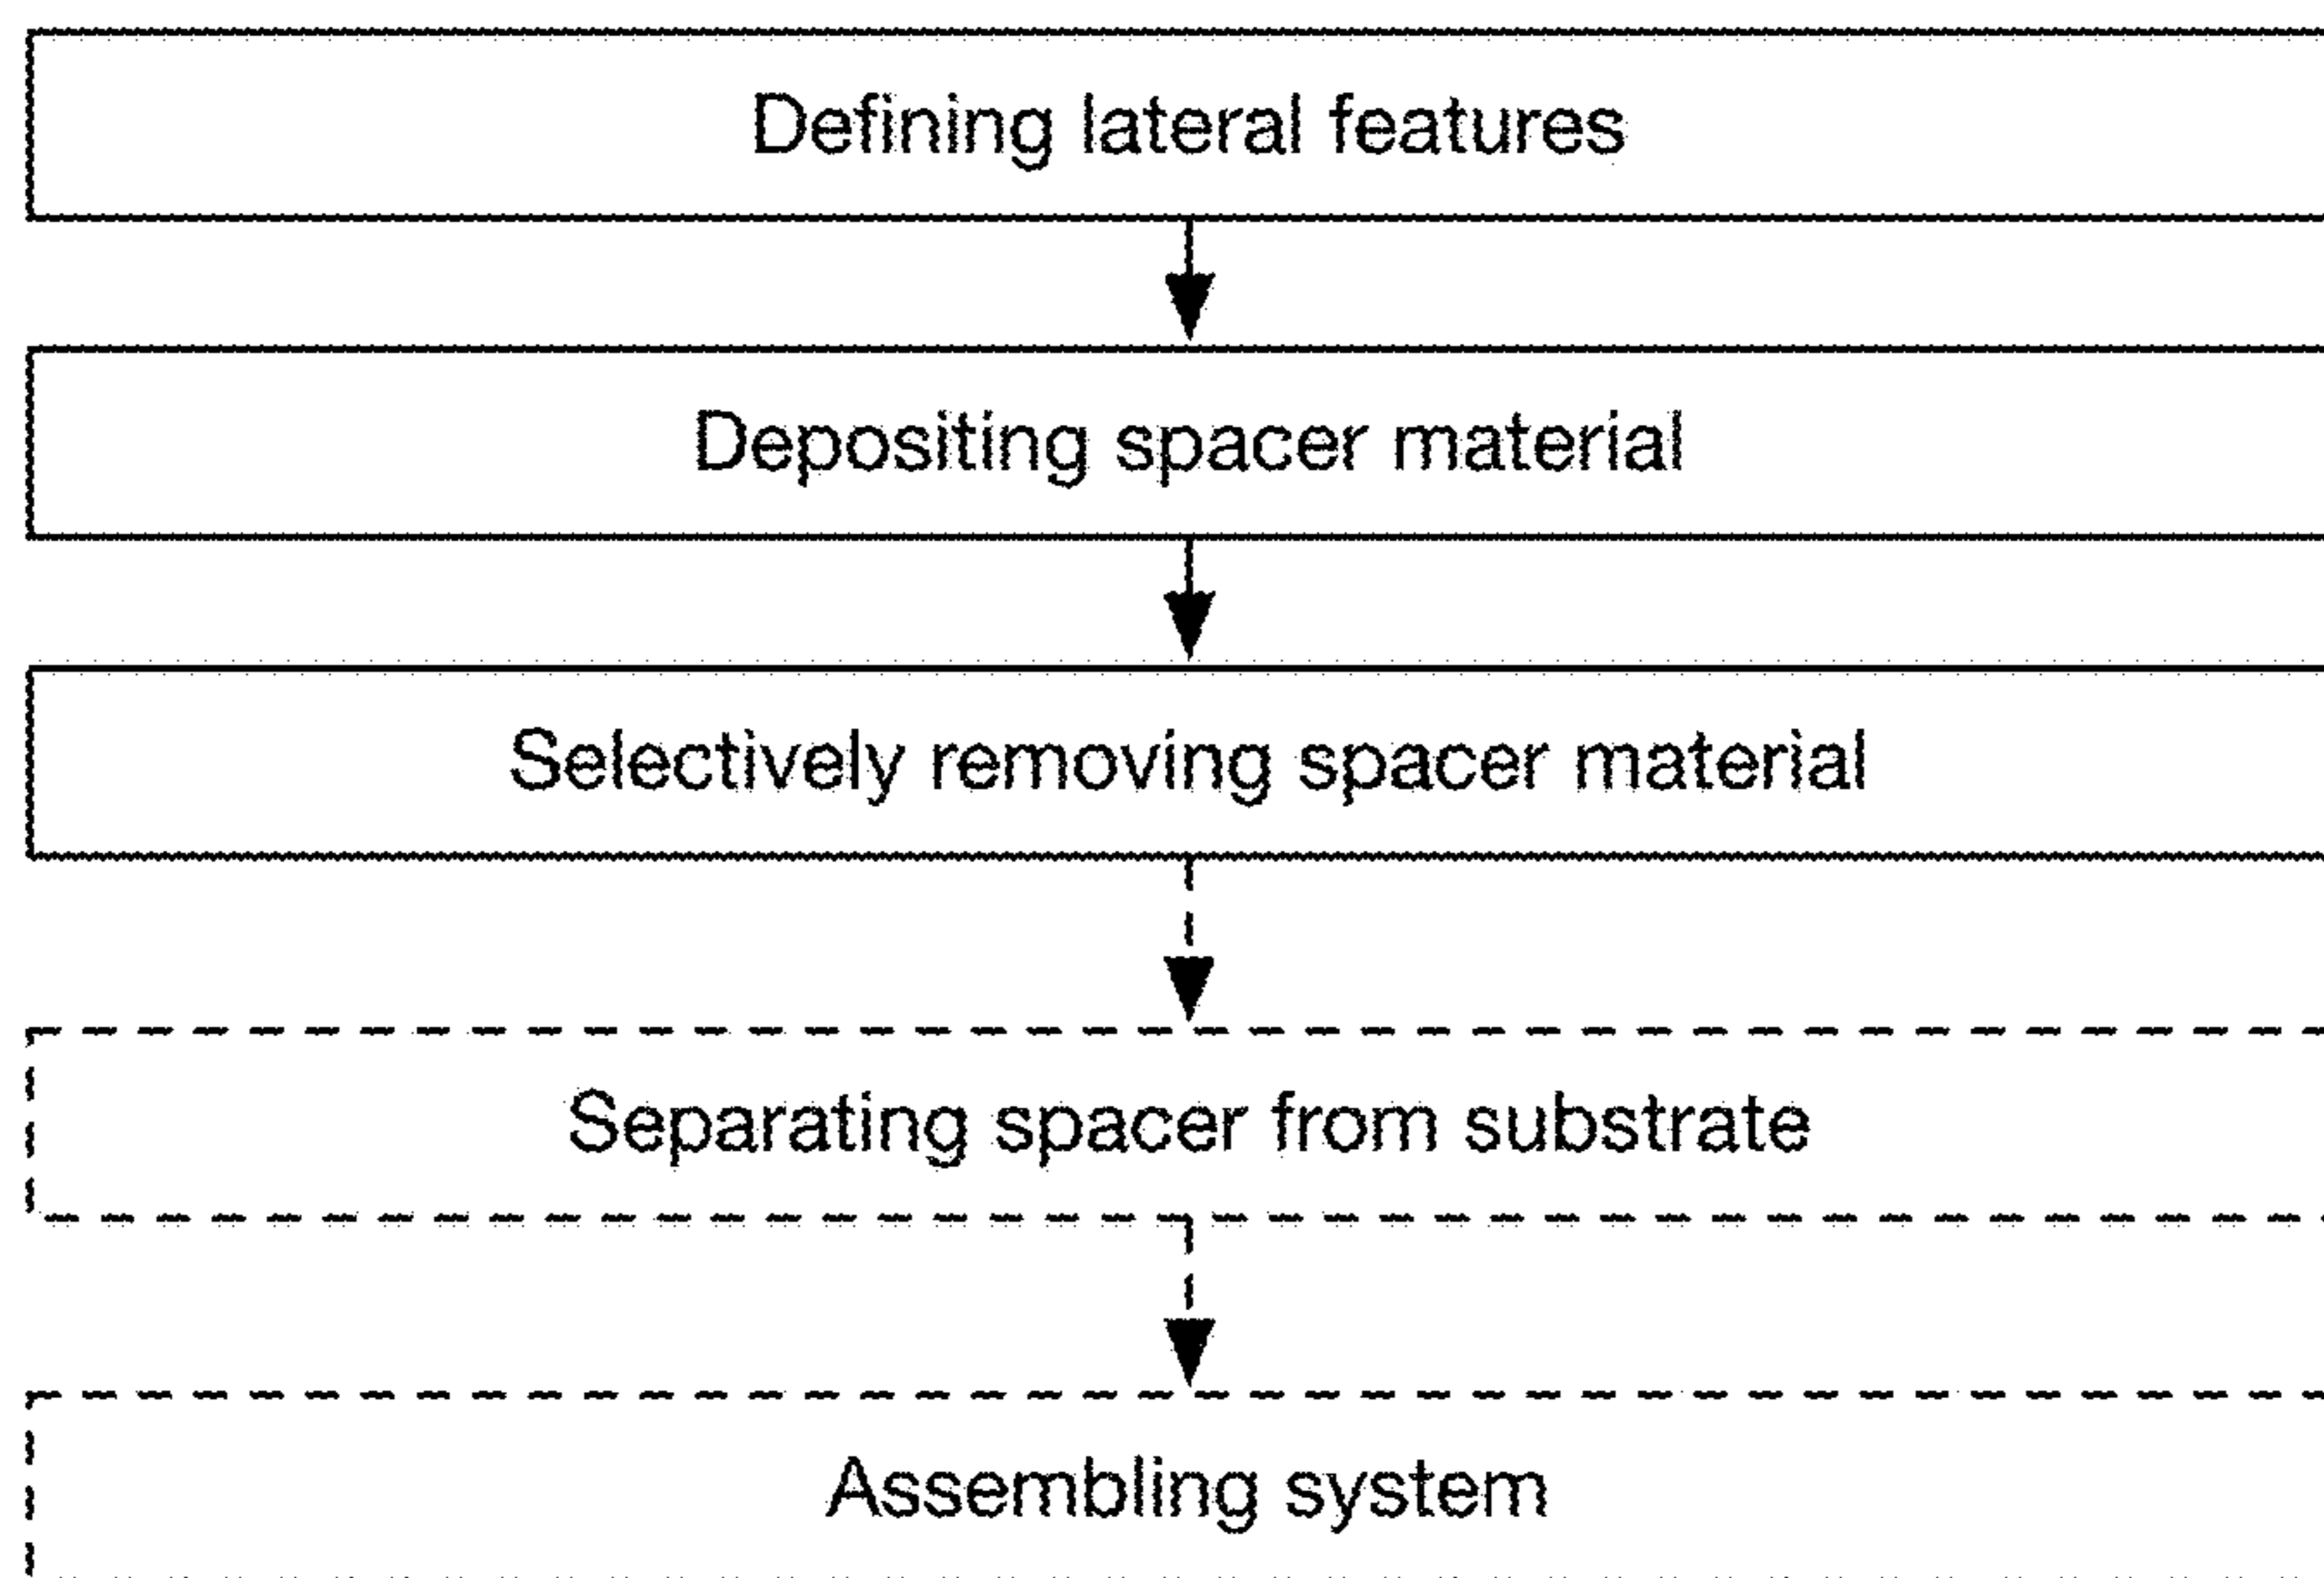 Defining lateral features
Depositing spacer material
Selectively removing spacer material
Separating spacer from substrate
Assembling system